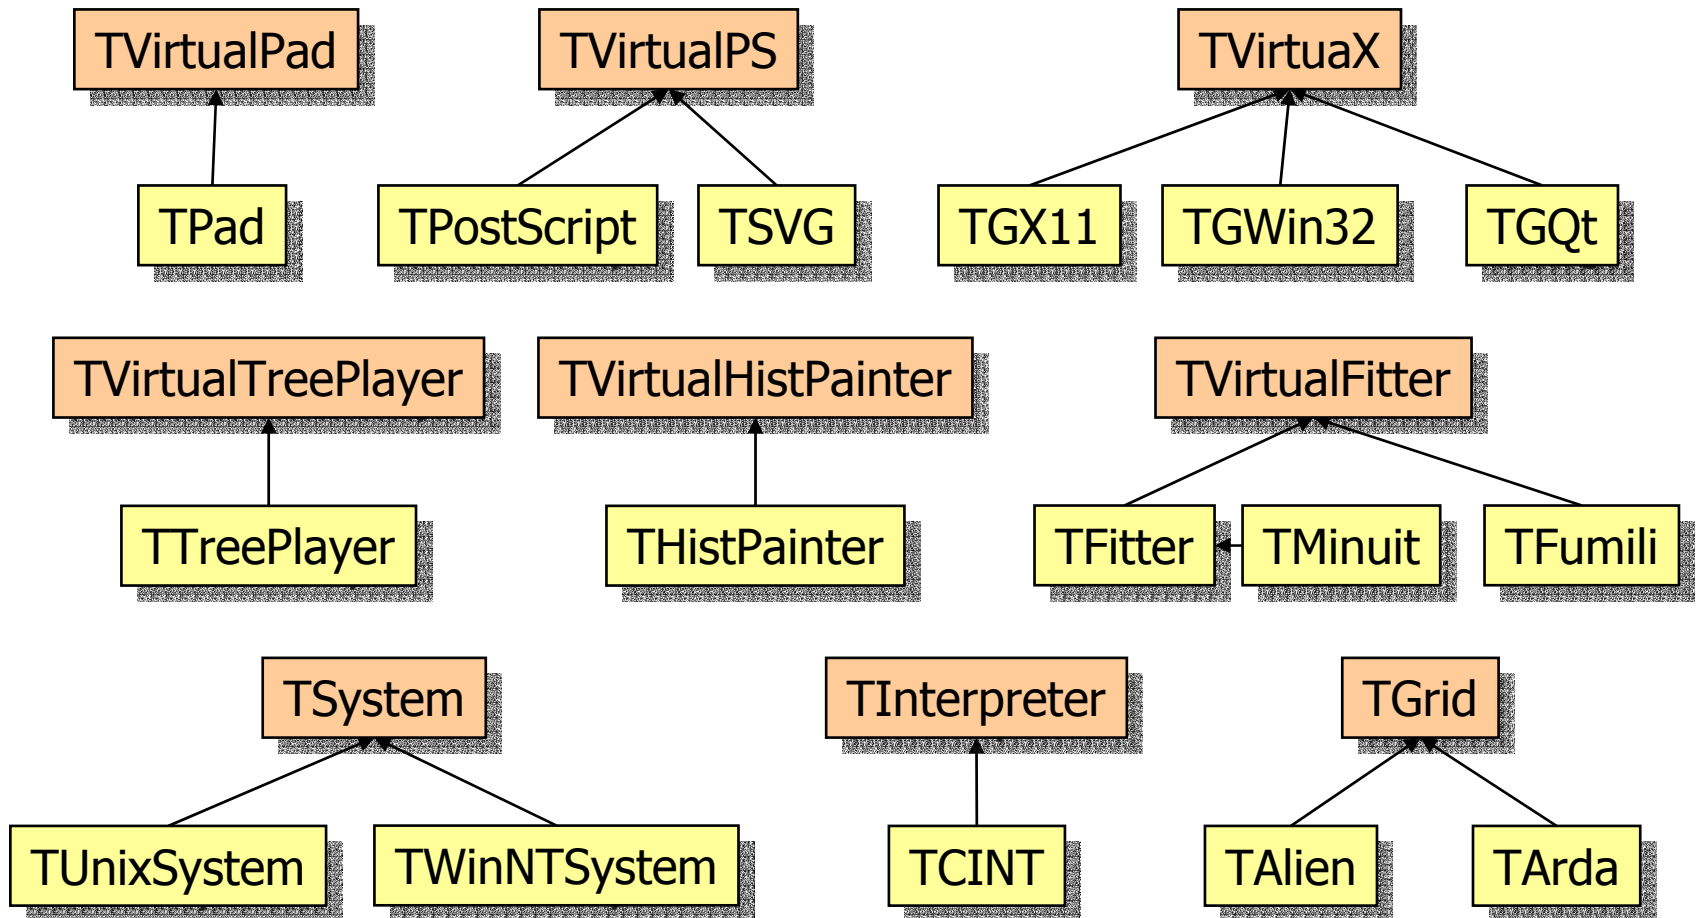 TVirtualPad
TVirtualPS
TVirtuaX
TPad
TPostScript
TSVG
TGX11
TGWin32
TGQt
TVirtualTreePlayer
TVirtualHistPainter
TVirtualFitter
TTreePlayer
THistPainter
TFitter
TMinuit
TFumili
TSystem
TInterpreter
TGrid
TUnixSystem
TWinNTSystem
TCINT
TAlien
TArda